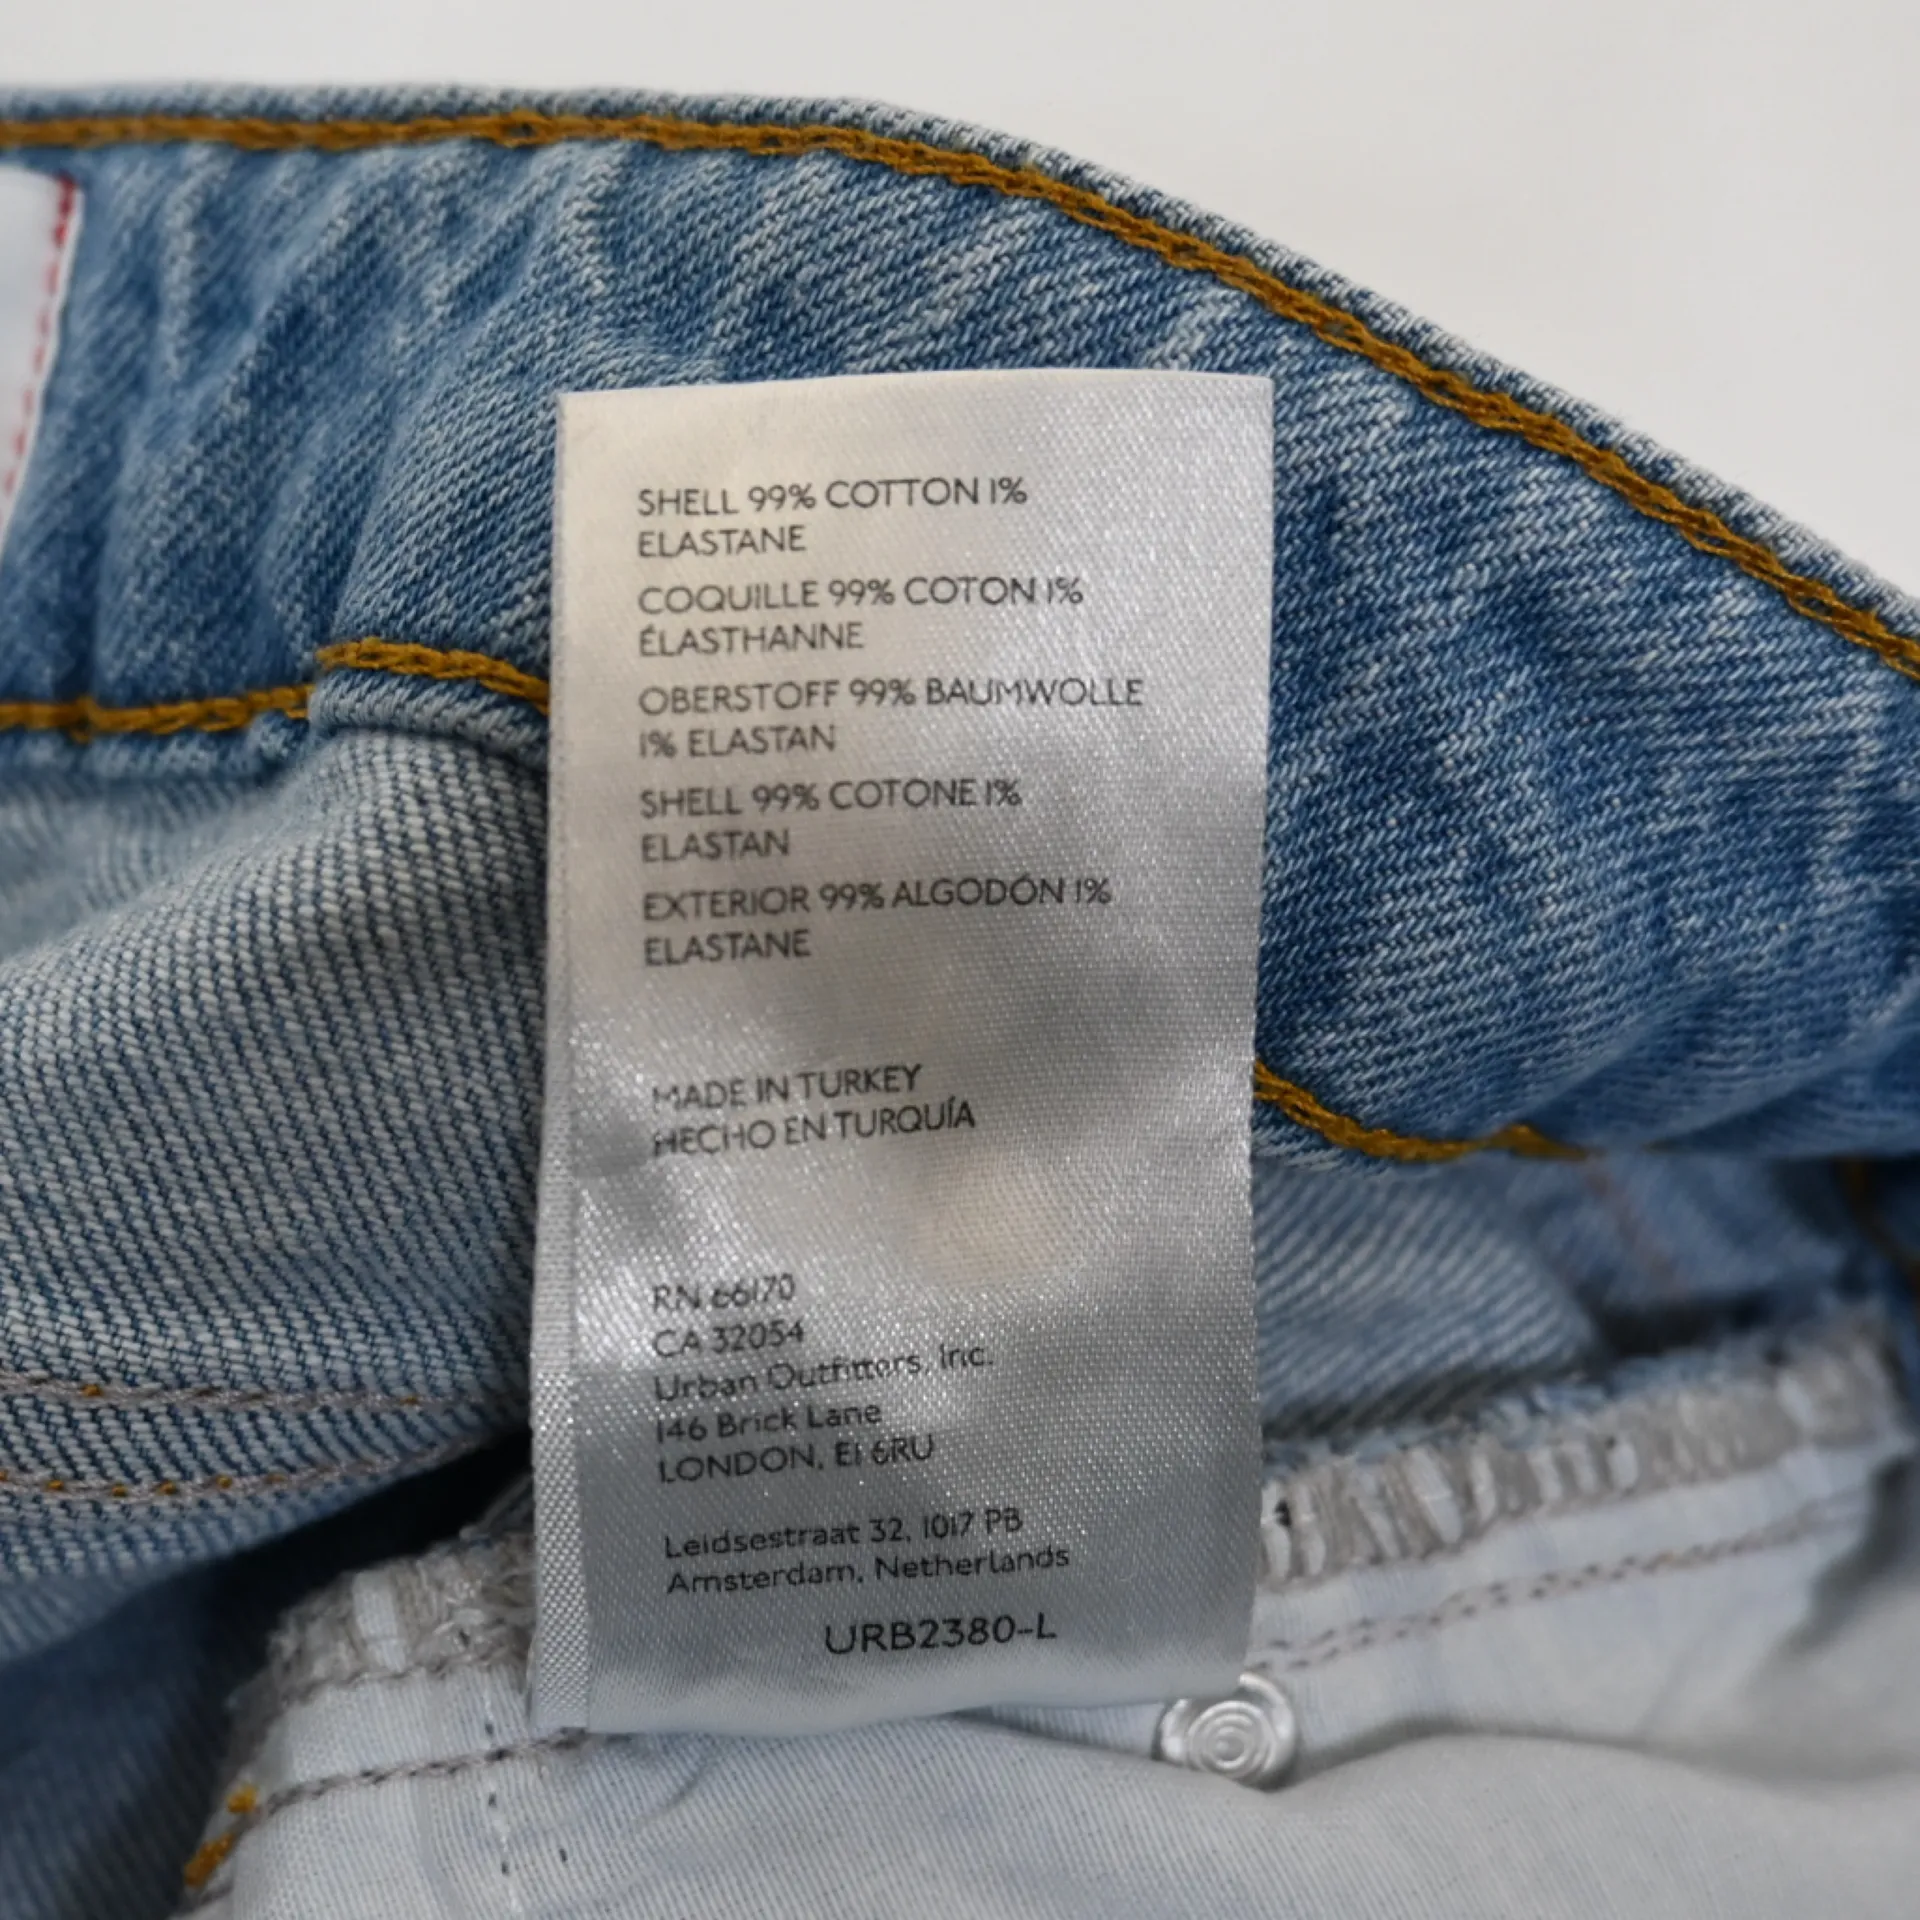 SHELL 99% COTTON 1%
ELASTANE
COQUILLE 99% COTON 1%
ÉLASTHANNE
OBERSTOFF 99% BAUMWOLLE
1% ELASTAN
SHELL 99% COTONE 1%
ELASTAN
EXTERIOR 99% ALGODÓN 1%
ELASTANE
MADE IN TURKEY
HECHO EN TURQUÍA
RN 66170
CA 32054
Urban Outfitters, Inc.
146 Brick Lane
LONDON, E1 6RU
Leidsestraat 32, 1017 PB
Amsterdam, Netherlands
URB2380-L